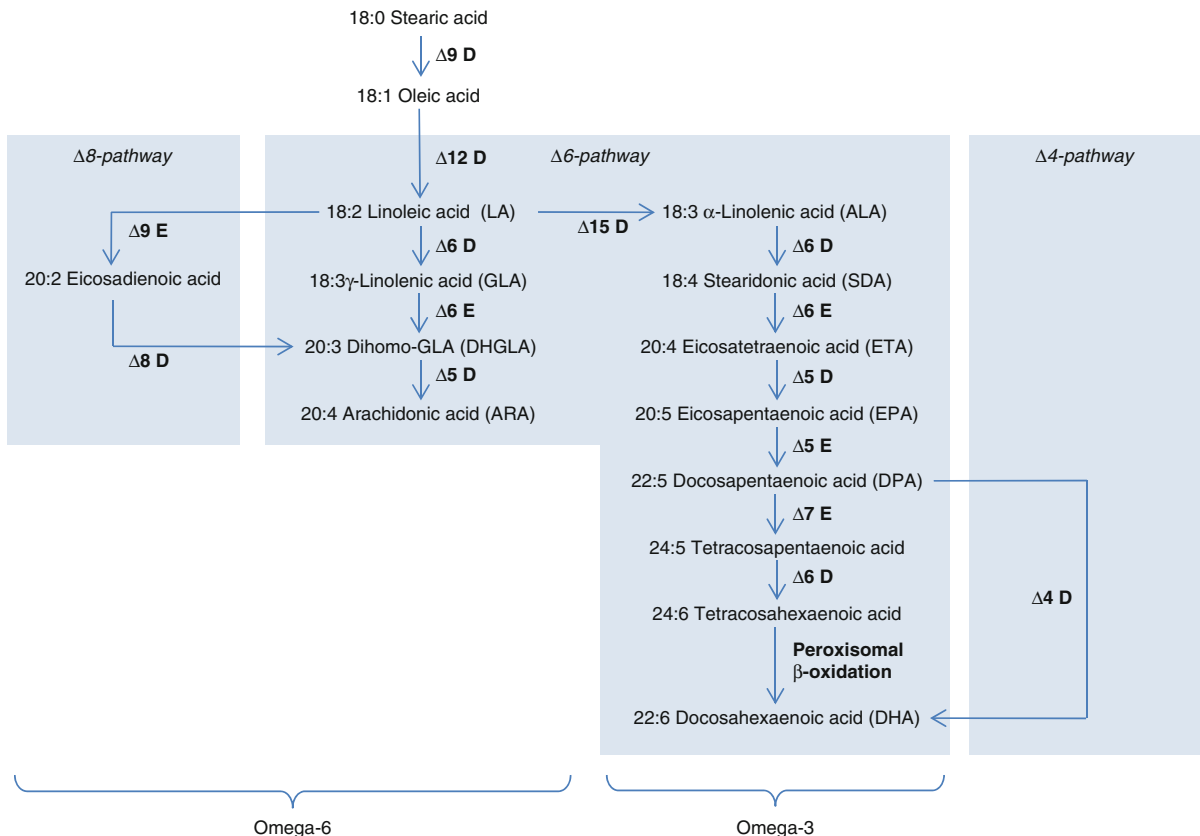 18:0 Stearic acid
Δ9 D
18:1 Oleic acid
Δ8-pathway
Δ12 D
Δ6-pathway
Δ4-pathway
18:2 Linoleic acid (LA)
Δ15 D
18:3 α-Linolenic acid (ALA)
Δ9 E
Δ6 D
Δ6 D
20:2 Eicosadienoic acid
18:3γ-Linolenic acid (GLA)
18:4 Stearidonic acid (SDA)
Δ6 E
Δ6 E
Δ8 D
20:3 Dihomo-GLA (DHGLA)
20:4 Eicosatetraenoic acid (ETA)
Δ5 D
Δ5 D
20:4 Arachidonic acid (ARA)
20:5 Eicosapentaenoic acid (EPA)
Δ5 E
22:5 Docosapentaenoic acid (DPA)
Δ7 E
24:5 Tetracosapentaenoic acid
Δ6 D
Δ4 D
24:6 Tetracosahexaenoic acid
Peroxisomal
β-oxidation
22:6 Docosahexaenoic acid (DHA)
Omega-6
Omega-3